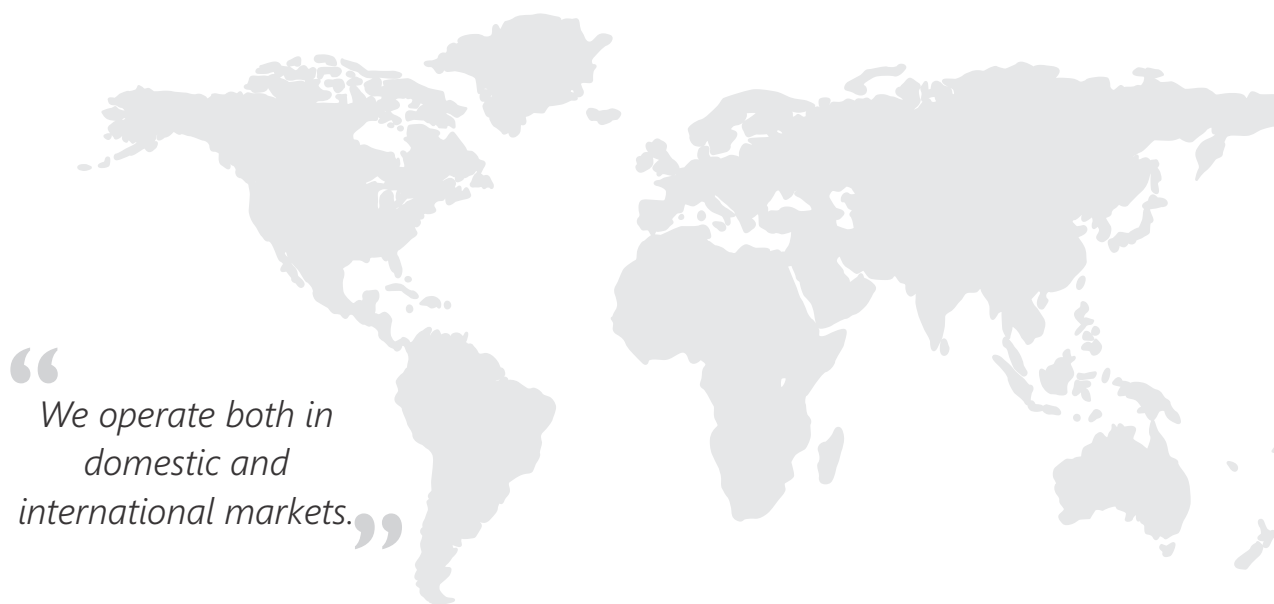 “
We operate both in
domestic and
international markets.”